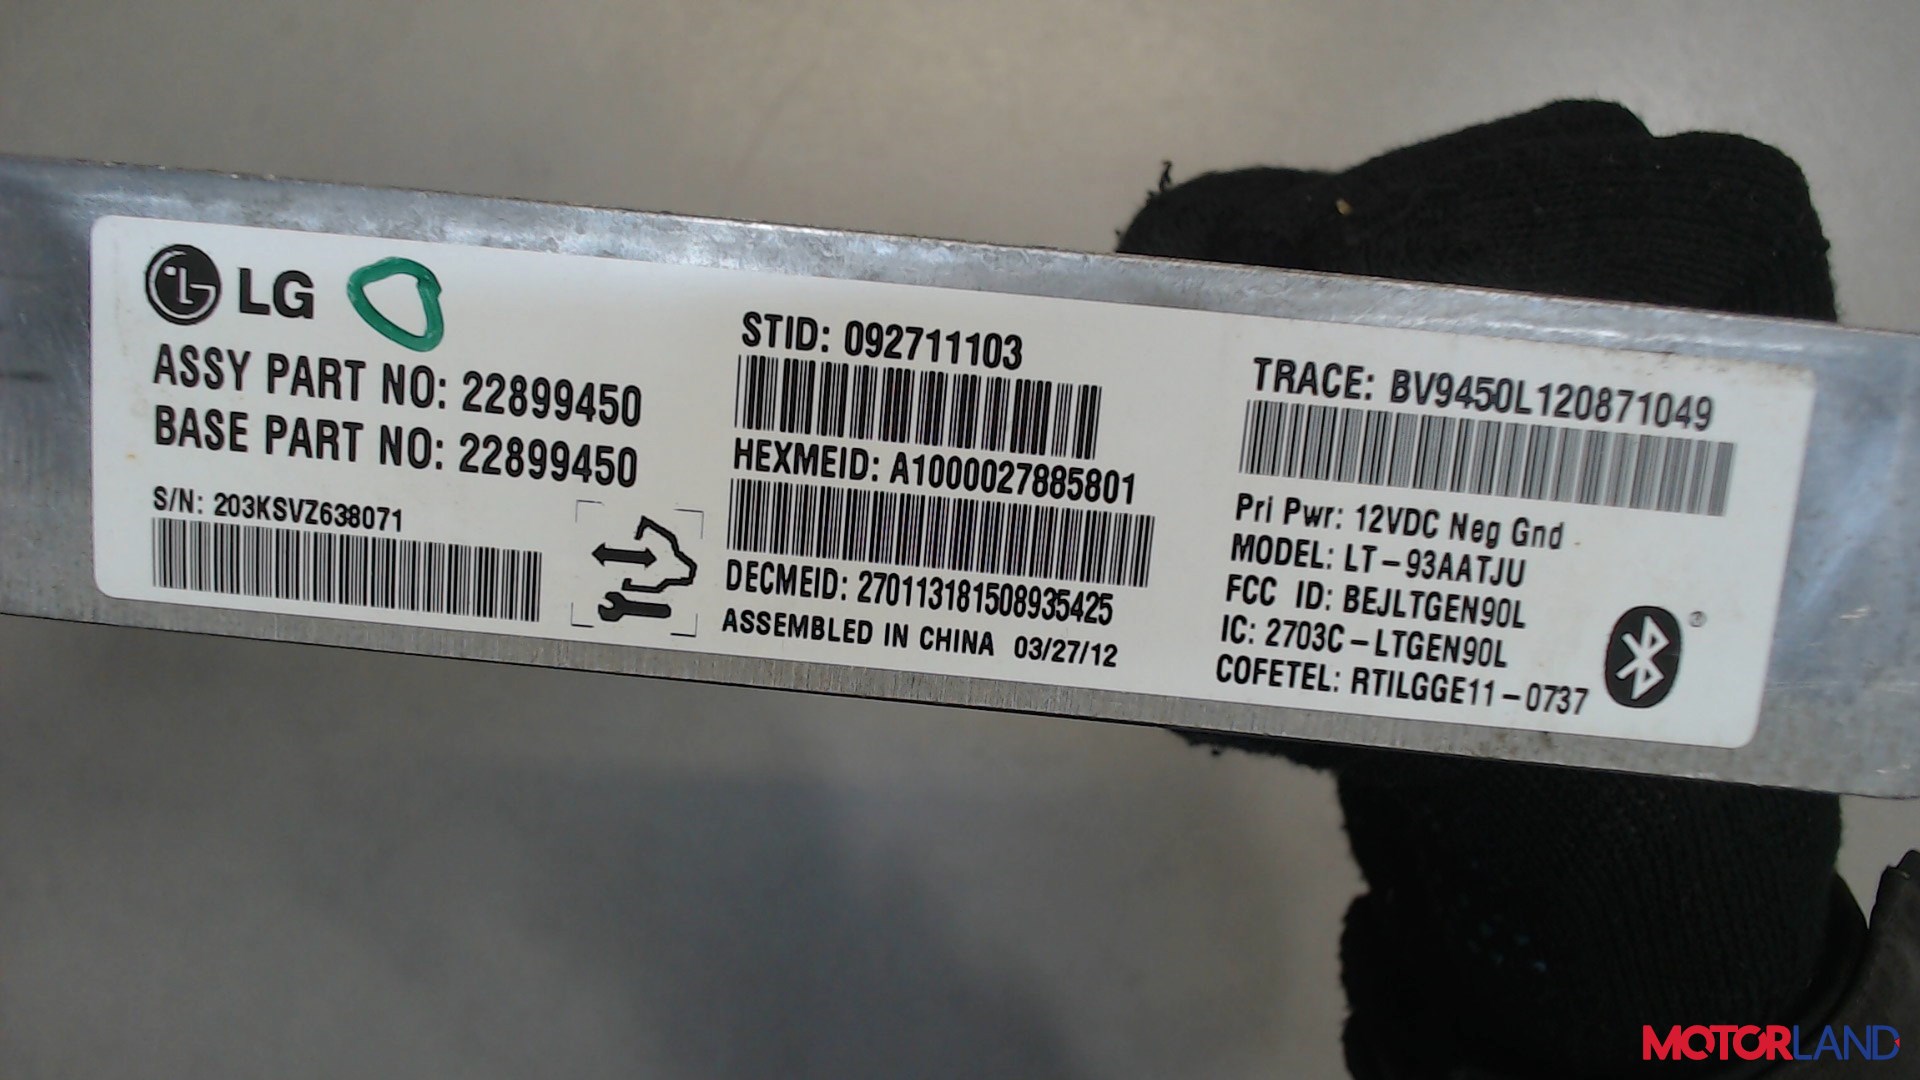 LG
ASSY PART NO: 22899450
BASE PART NO: 22899450
S/N: 203KSVZ638071
STID: 092711103
HEXMEID: A1000027885801
DECMEID: 270113181508935425
ASSEMBLED IN CHINA 03/27/12
TRACE: BV9450L120871049
Pri Pwr: 12VDC Neg Gnd
MODEL: LT-93AATJU
FCC ID: BEJLTGEN90L
IC: 2703C-LTGEN90L
COFETEL: RTILGGE11-0737
®
MOTORLAND